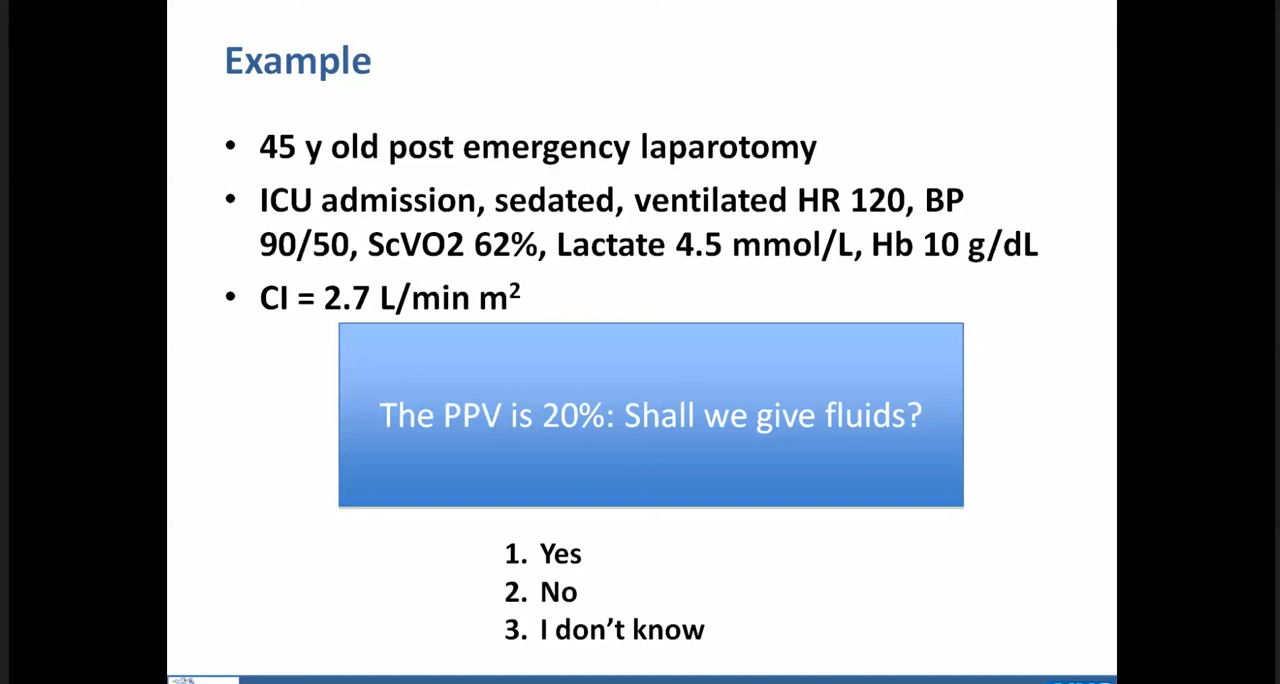 Example
• 45 y old post emergency laparotomy
• ICU admission, sedated, ventilated HR 120, BP
90/50, ScVO2 62%, Lactate 4.5 mmol/L, Hb 10 g/dL
• CI = 2.7 L/min m²
The PPV is 20%: Shall we give fluids?
1. Yes
2. No
3. I don’t know